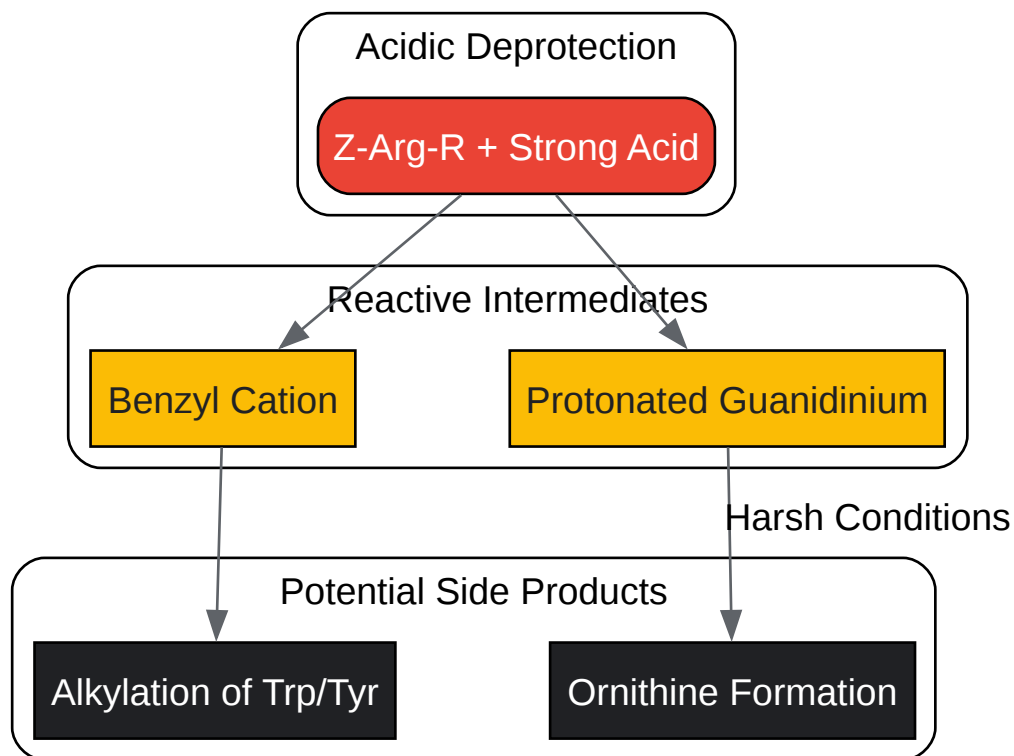 Acidic Deprotection
Z-Arg-R + Strong Acid
Reactive Intermediates
Benzyl Cation
Protonated Guanidinium
Harsh Conditions
Potential Side Products
Alkylation of Trp/Tyr
Ornithine Formation